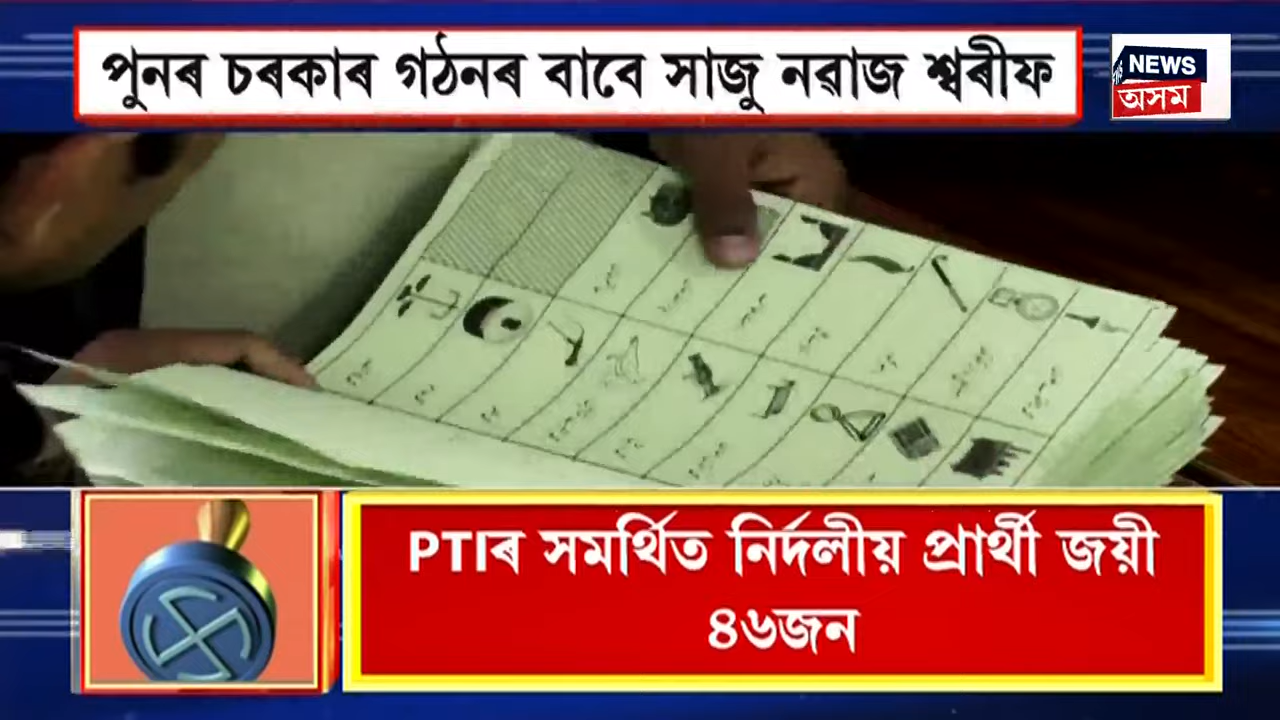 পুনৰ চৰকাৰ গঠনৰ বাবে সাজু নৱাজ শ্বৰীফ
NEWS
অসম
PTIৰ সমৰ্থিত নিৰ্দলীয় প্ৰাৰ্থী জয়ী
৪৬জন